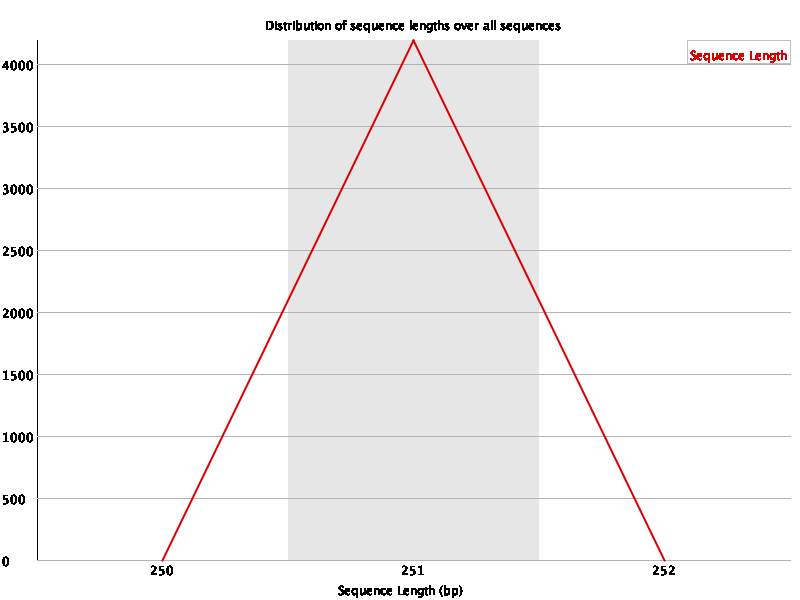 Distribution of sequence lengths over all sequences
Sequence Length
4000
3500
3000
2500
2000
1500
1000
500
0
250 251 252
Sequence Length (bp)